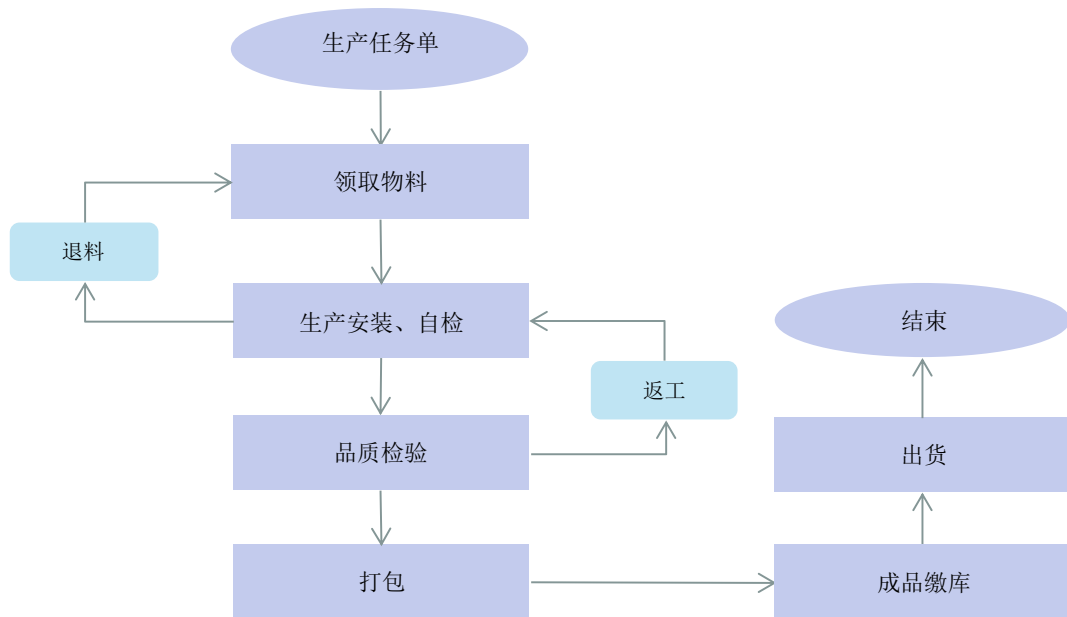 生产任务单
领取物料
退料
生产安装、自检
结束
返工
品质检验
出货
打包
成品缴库